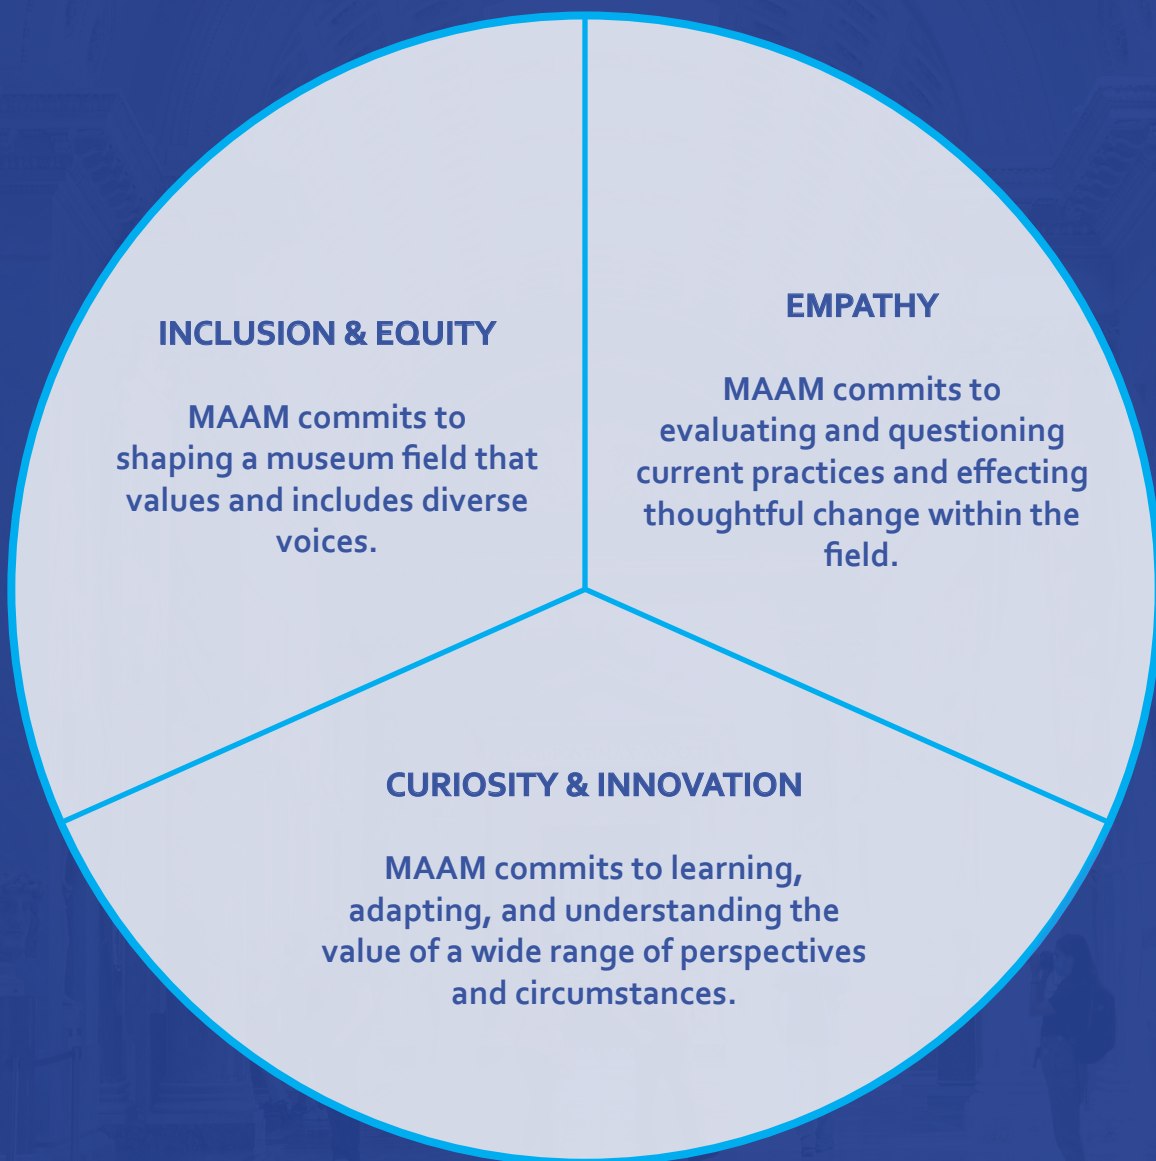 INCLUSION & EQUITY
MAAM commits to
shaping a museum field that
values and includes diverse
voices.
EMPATHY
MAAM commits to
evaluating and questioning
current practices and effecting
thoughtful change within the
field.
CURIOSITY & INNOVATION
MAAM commits to learning,
adapting, and understanding the
value of a wide range of perspectives
and circumstances.